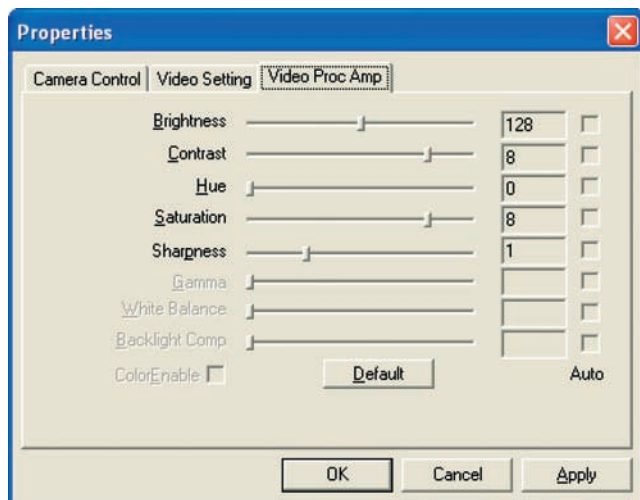 Properties
Camera Control Video Setting Video Proc Amp
Brightness 128
Contrast 8
Hue 0
Saturation 8
Sharpness 1
Gamma
White Balance
Backlight Comp
ColorEnable Default Auto
OK Cancel Apply